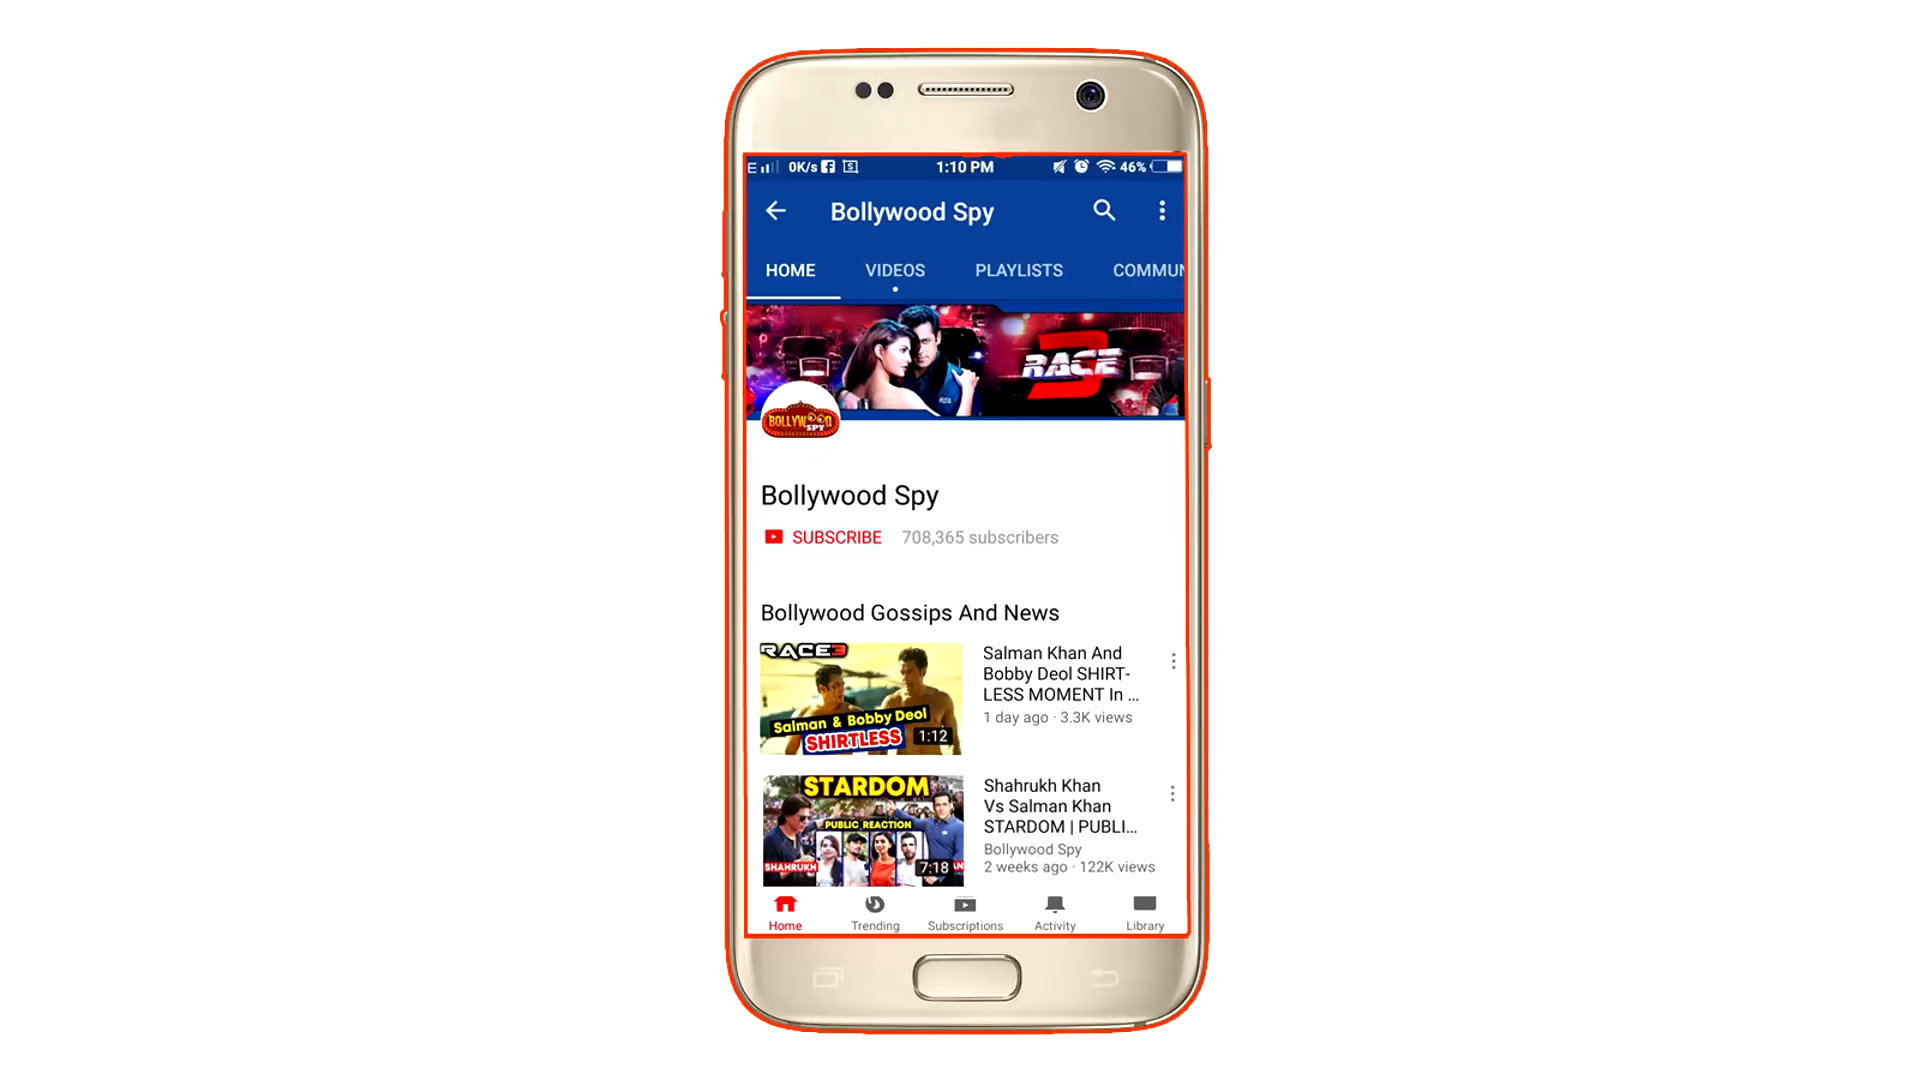 E 0K/s 1:10 PM 46%
Bollywood Spy
HOME VIDEOS PLAYLISTS COMMUN
RACE 3
BOLLYWOOD
SPY
Bollywood Spy
SUBSCRIBE 708,365 subscribers
Bollywood Gossips And News
RACE3
Salman & Bobby Deol
SHIRTLESS
1:12
Salman Khan And
Bobby Deol SHIRT-
LESS MOMENT In ...
1 day ago · 3.3K views
STARDOM
PUBLIC REACTION
SHAHRUKH
7:18
Shahrukh Khan
Vs Salman Khan
STARDOM | PUBLI...
Bollywood Spy
2 weeks ago · 122K views
Home Trending Subscriptions Activity Library